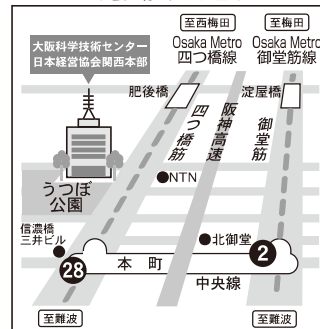 至西梅田
至梅田
大阪科学技術センター
日本経営協会関西本部
Osaka Metro
四つ橋線
Osaka Metro
御堂筋線
肥後橋
淀屋橋
四つ橋筋
阪神高速
御堂筋
うつぼ
公園
NTN
信濃橋
三井ビル
北御堂
28
本町
2
中央線
至難波
至難波